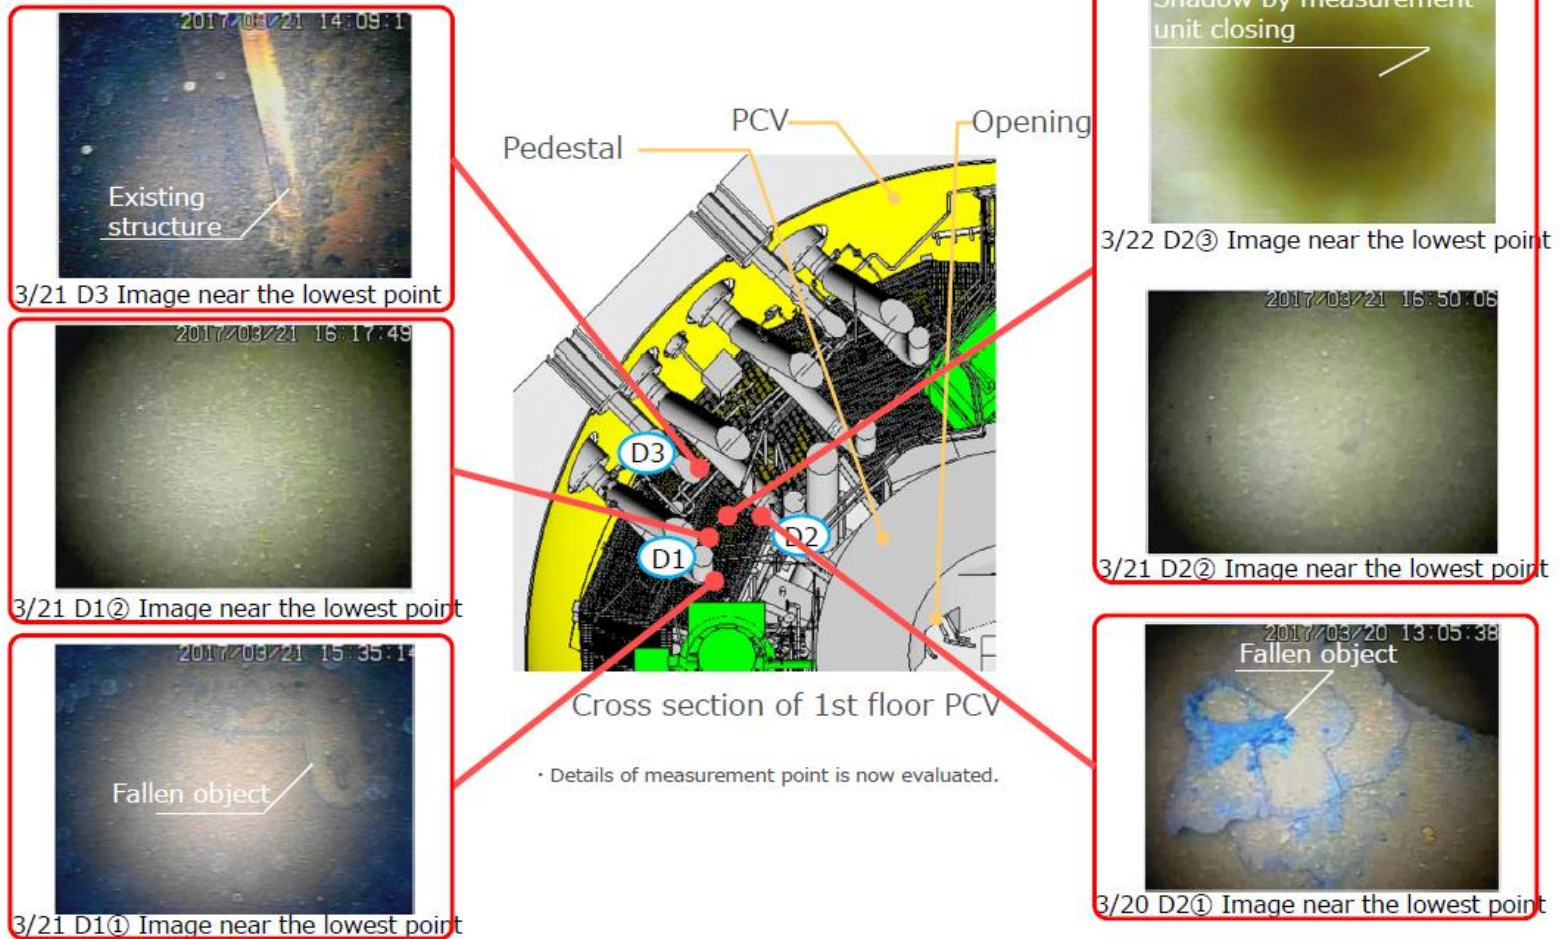 2017/03/21 14:09:1
Existing
structure
3/21 D3 Image near the lowest point
2017/03/21 16:17:49
3/21 D1② Image near the lowest point
2017/03/21 15:35:14
Fallen object
3/21 D1① Image near the lowest point
Pedestal
PCV
Opening
D3
D1
D2
Cross section of 1st floor PCV
・Details of measurement point is now evaluated.
Shadow by measurement
unit closing
3/22 D2③ Image near the lowest point
2017/03/21 16:50:06
3/21 D2② Image near the lowest point
2017/03/20 13:05:38
Fallen object
3/20 D2① Image near the lowest point